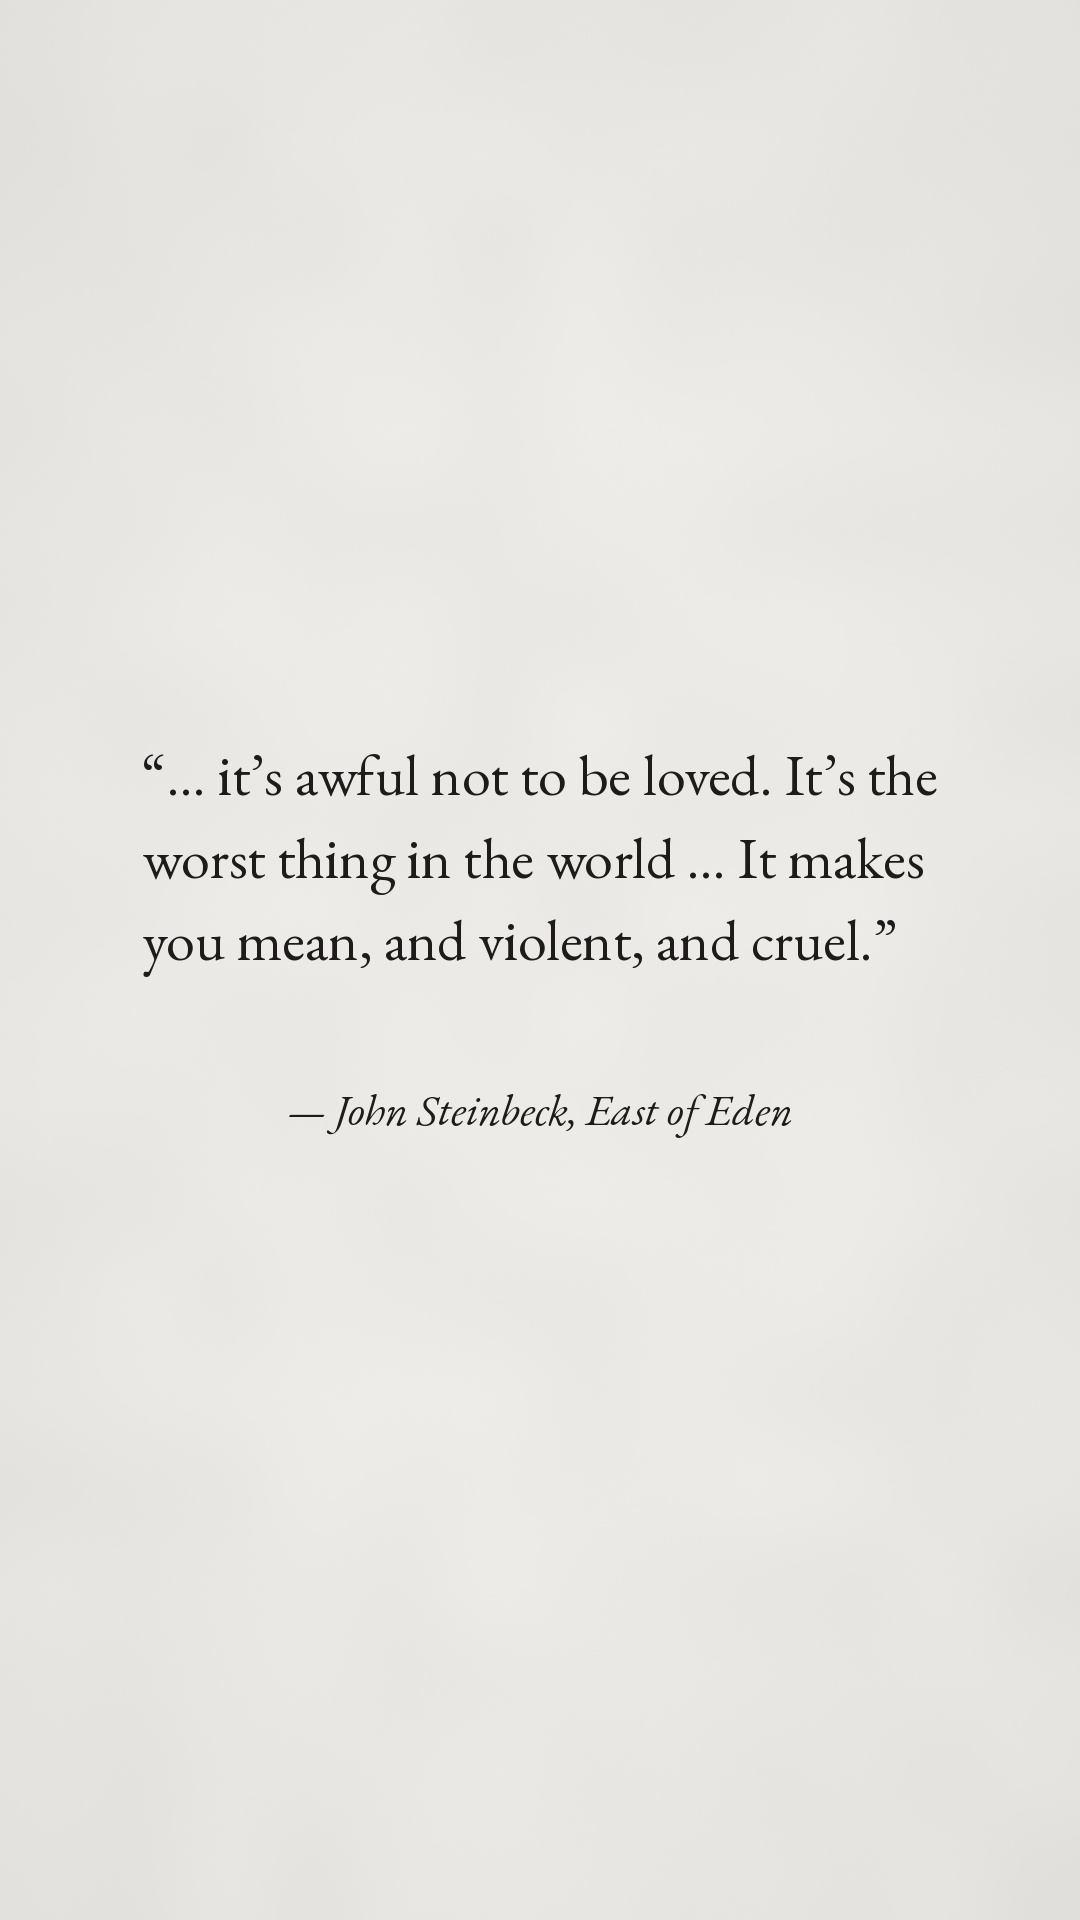 “… it’s awful not to be loved. It’s the
worst thing in the world … It makes
you mean, and violent, and cruel.”
— John Steinbeck, East of Eden